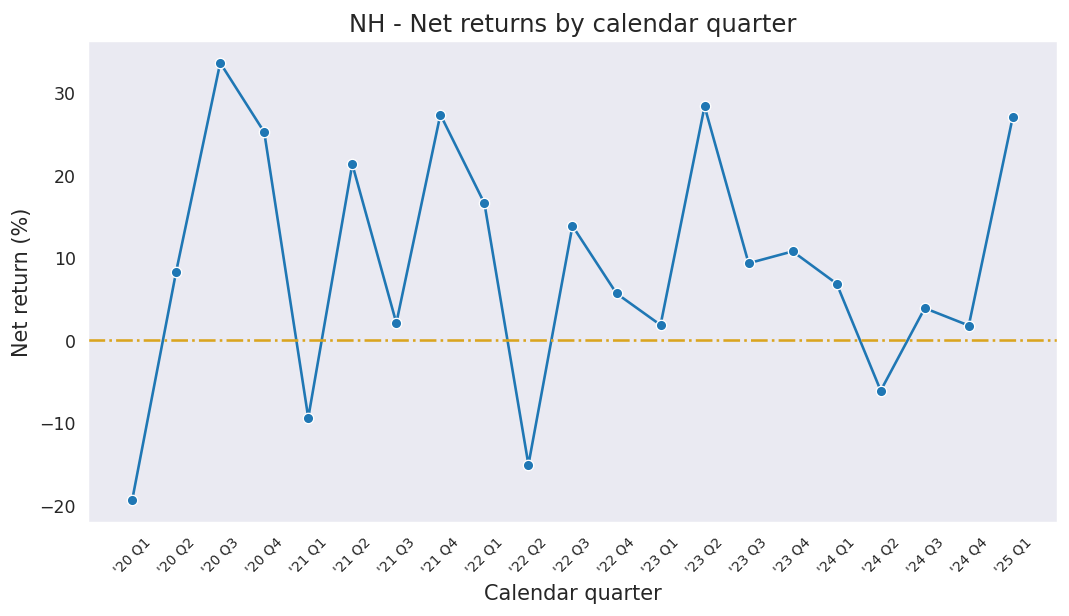 NH - Net returns by calendar quarter
Net return (%)
30
20
10
0
−10
−20
'20 Q1
'20 Q2
'20 Q3
'20 Q4
'21 Q1
'21 Q2
'21 Q3
'21 Q4
'22 Q1
'22 Q2
'22 Q3
'22 Q4
'23 Q1
'23 Q2
'23 Q3
'23 Q4
'24 Q1
'24 Q2
'24 Q3
'24 Q4
'25 Q1
Calendar quarter